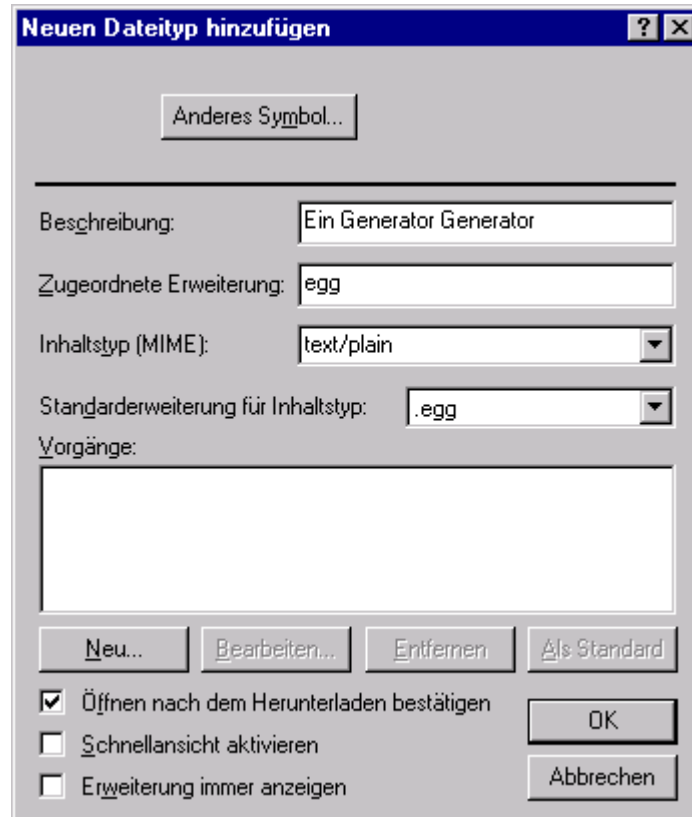 Neuen Dateityp hinzufügen
Anderes Symbol...
Beschreibung: Ein Generator Generator
Zugeordnete Erweiterung: egg
Inhaltstyp (MIME): text/plain
Standarderweiterung für Inhaltstyp: .egg
Vorgänge:
Neu... Bearbeiten... Entfernen Als Standard
Öffnen nach dem Herunterladen bestätigen
OK
Schnellansicht aktivieren
Abbrechen
Erweiterung immer anzeigen